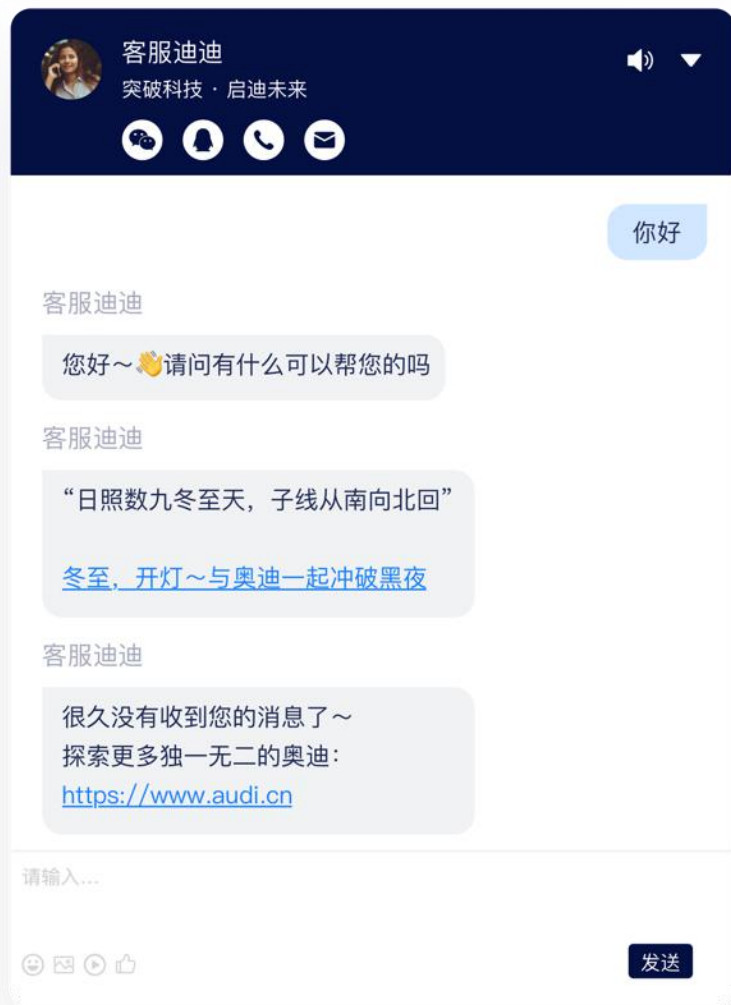 客服迪迪
突破科技 · 启迪未来
你好
客服迪迪
您好～👋请问有什么可以帮您的吗
客服迪迪
“日照数九冬至天，子线从南向北回”
冬至，开灯～与奥迪一起冲破黑夜
客服迪迪
很久没有收到您的消息了～
探索更多独一无二的奥迪：
https://www.audi.cn
请输入...
发送